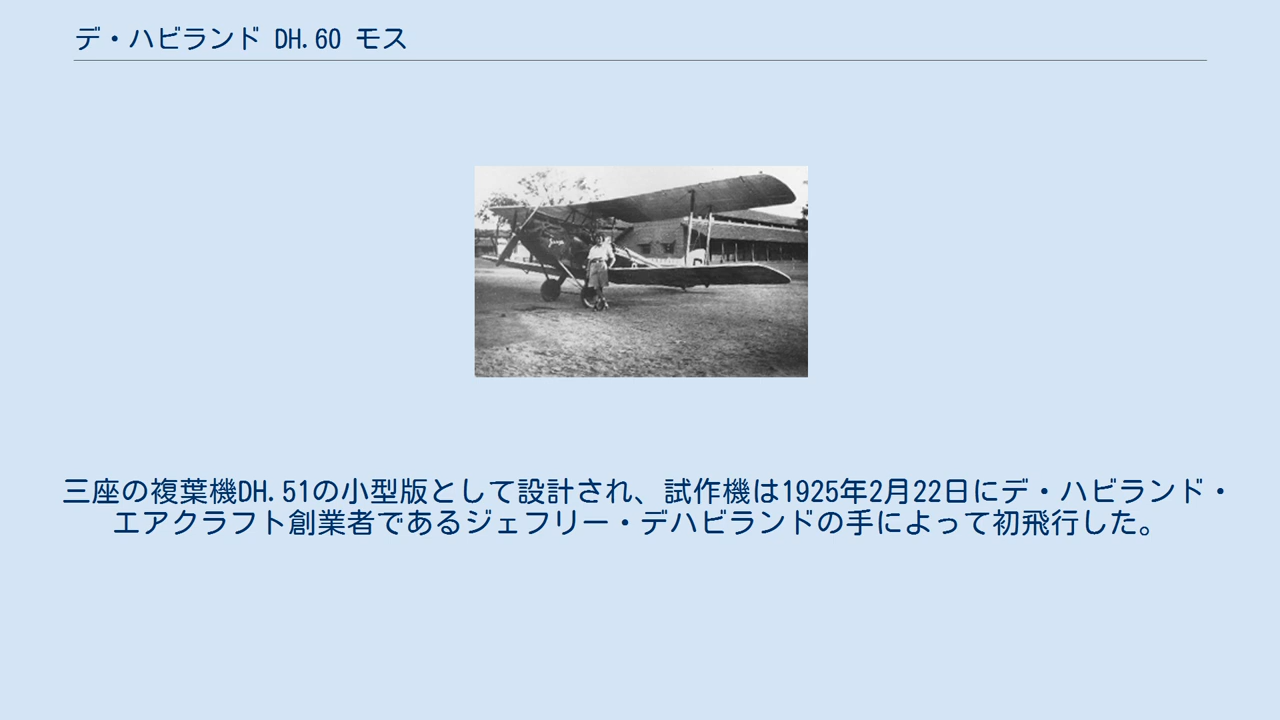 デ・ハビランド DH.60 モス
三座の複葉機DH.51の小型版として設計され、試作機は1925年2月22日にデ・ハビランド・
エアクラフト創業者であるジェフリー・デハビランドの手によって初飛行した。